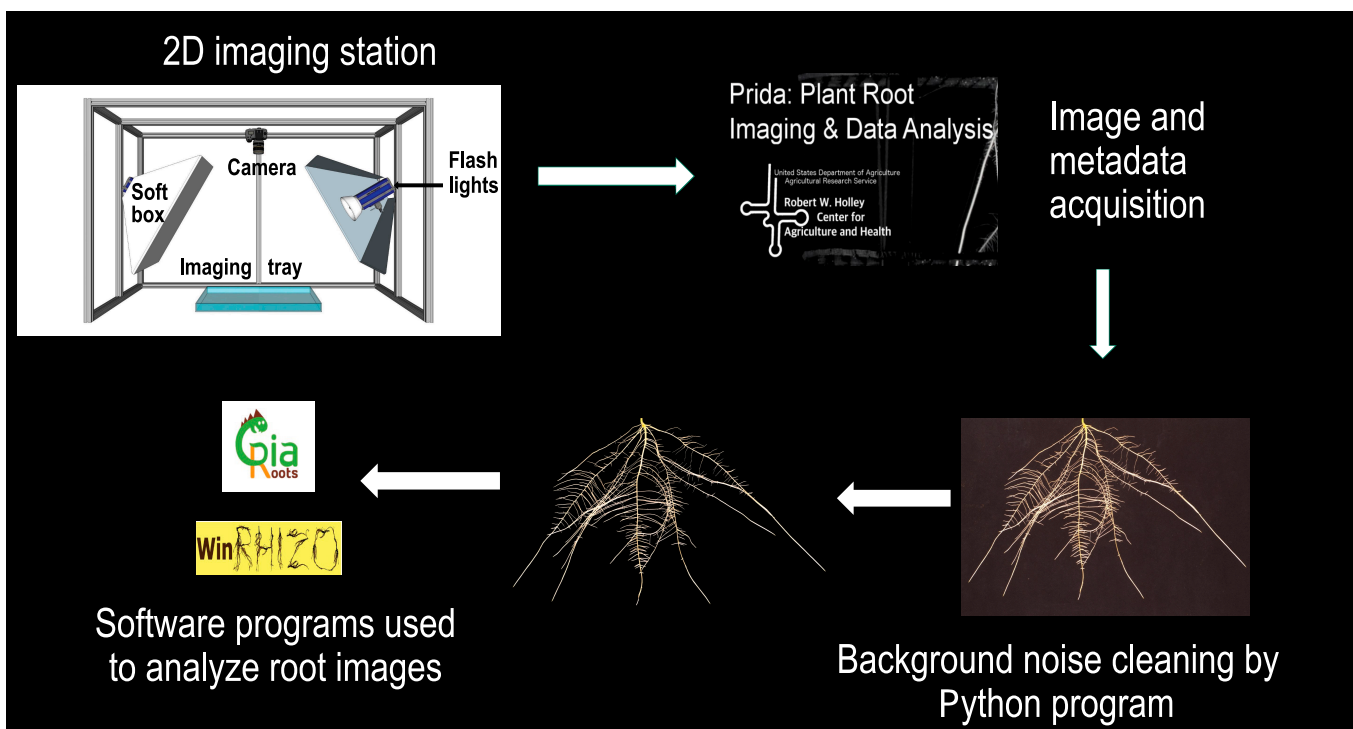 2D imaging station
Camera
Flash
lights
Soft
box
Imaging tray
Prida: Plant Root
Imaging & Data Analysis
United States Department of Agriculture
Agricultural Research Service
Robert W. Holley
Center for
Agriculture and Health
Image and
metadata
acquisition
Background noise cleaning by
Python program
Gia
Roots
WinRHIZO
Software programs used
to analyze root images